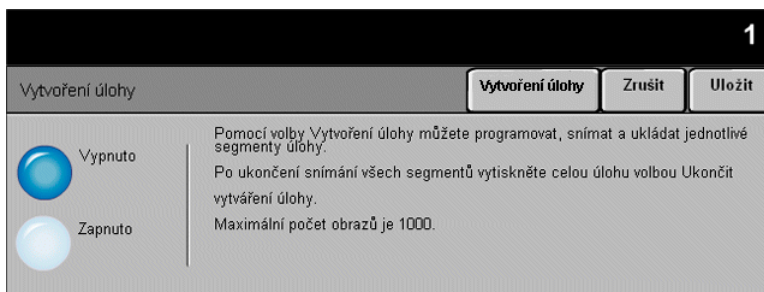 1
Vytvoření úlohy
Vytvoření úlohy
Zrušit
Uložit
Vypnuto
Zapnuto
Pomocí volby Vytvoření úlohy můžete programovat, snímat a ukládat jednotlivé
segmenty úlohy.
Po ukončení snímání všech segmentů vytiskněte celou úlohu volbou Ukončit
vytváření úlohy.
Maximální počet obrazů je 1000.